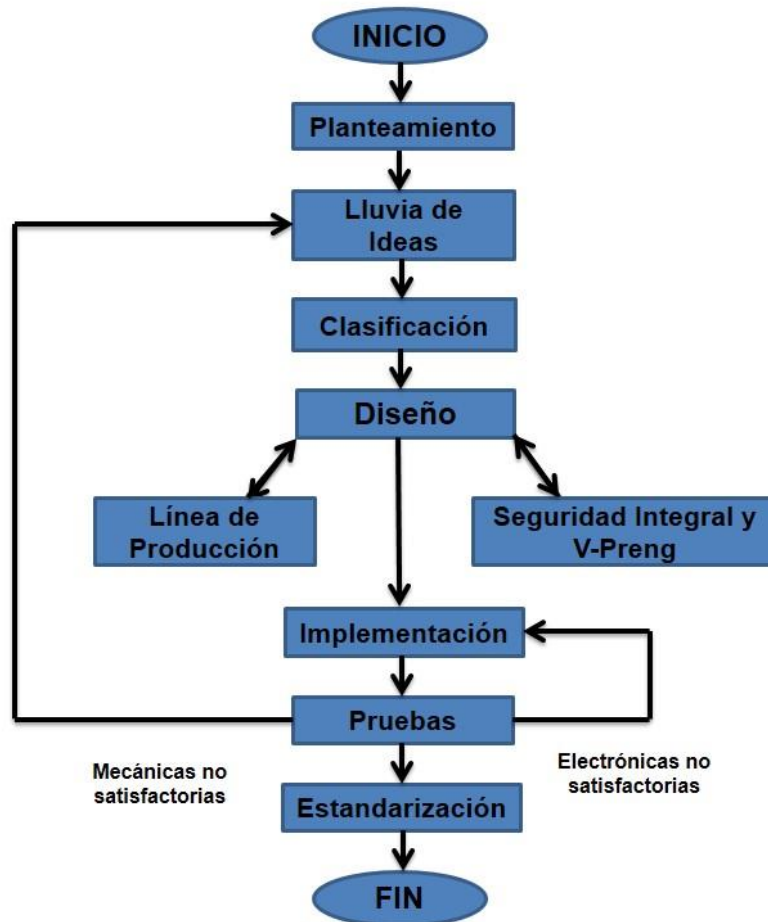 INICIO
Planteamiento
Lluvia de
Ideas
Clasificación
Diseño
Línea de
Producción
Seguridad Integral y
V-Preng
Implementación
Pruebas
Mecánicas no
satisfactorias
Electrónicas no
satisfactorias
Estandarización
FIN